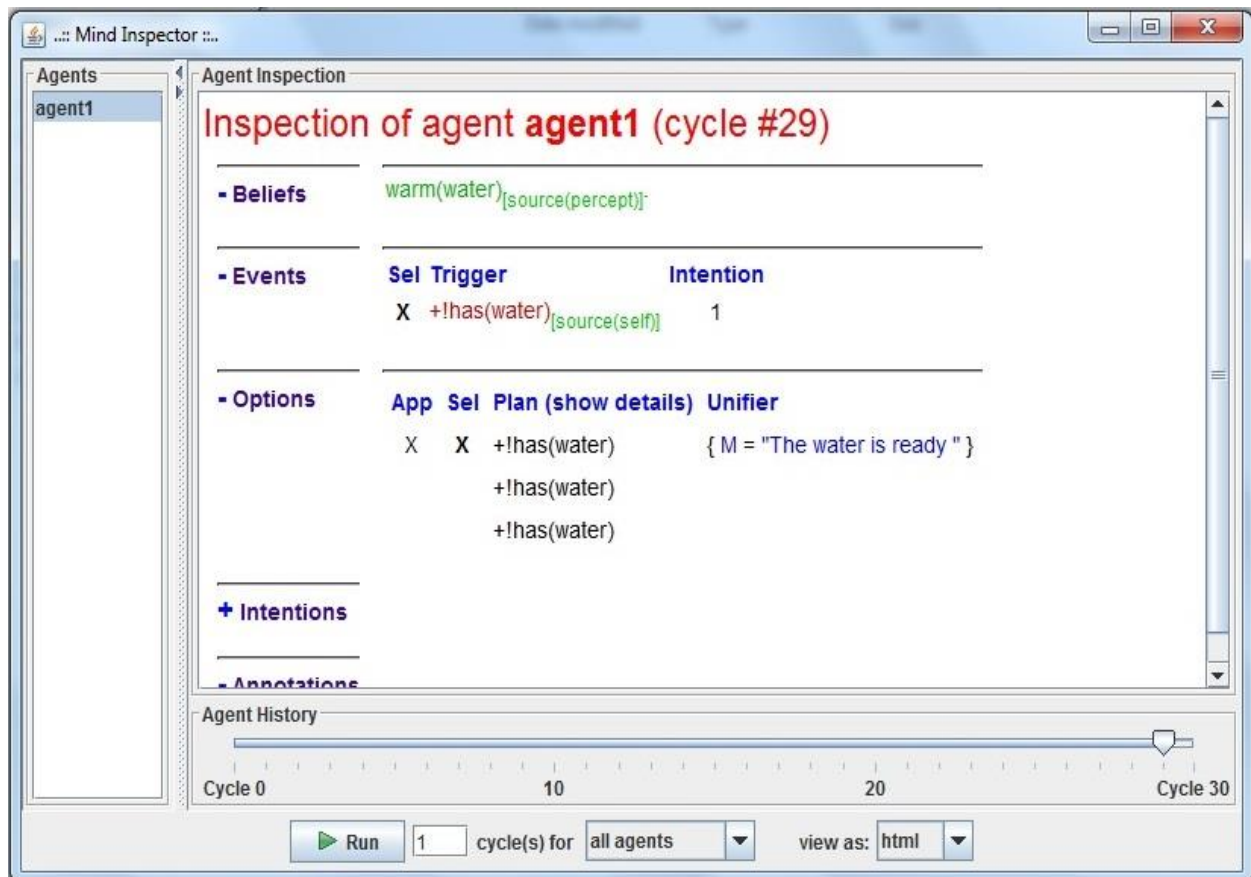 ..:: Mind Inspector ::..
Agents
agent1
Agent Inspection
Inspection of agent agent1 (cycle #29)
- Beliefs warm(water)[source(percept)].
- Events Sel Trigger Intention
X +!has(water)[source(self)] 1
- Options App Sel Plan (show details) Unifier
X X +!has(water) { M = "The water is ready " }
+!has(water)
+!has(water)
+ Intentions
- Annotations
Agent History
Cycle 0 10 20 Cycle 30
Run 1 cycle(s) for all agents view as: html